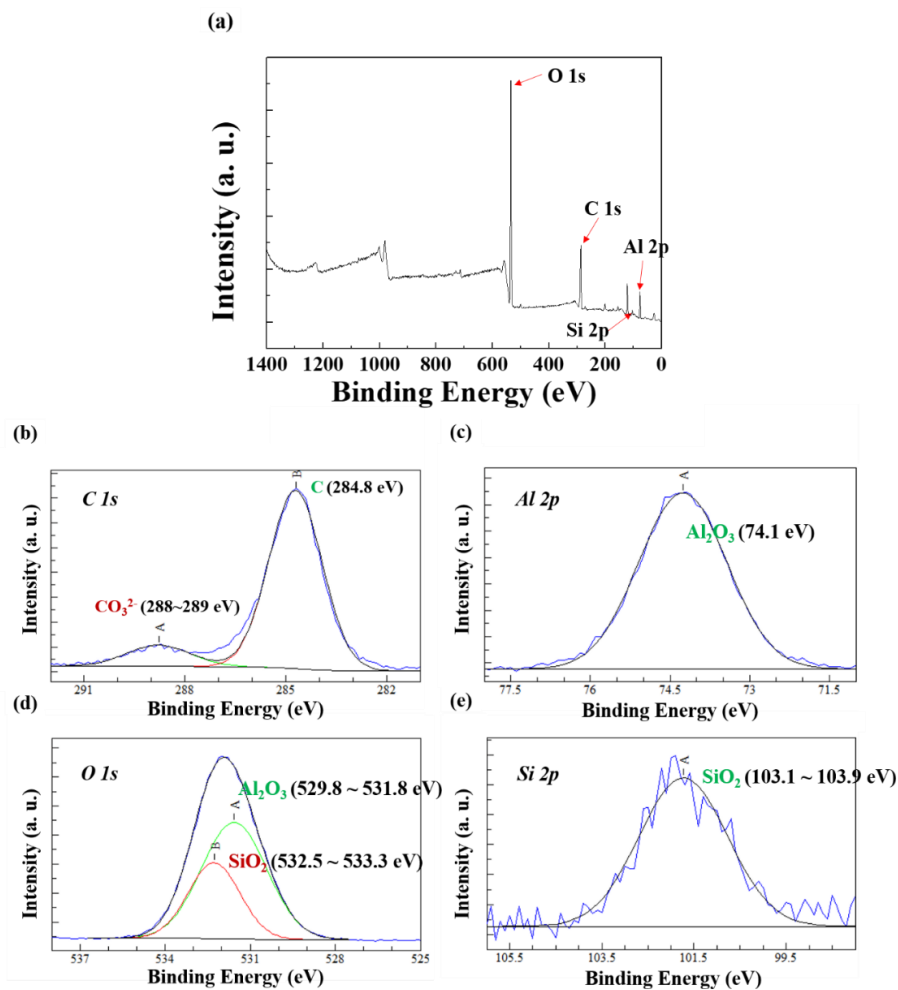 (a)
O 1s
C 1s
Al 2p
Si 2p
Intensity (a. u.)
1400 1200 1000 800 600 400 200 0
Binding Energy (eV)
(b)
C 1s
B
C (284.8 eV)
CO₃²⁻ (288~289 eV)
A
Intensity (a. u.)
291 288 285 282
Binding Energy (eV)
(c)
Al 2p
A
Al₂O₃ (74.1 eV)
Intensity (a. u.)
77.5 76 74.5 73 71.5
Binding Energy (eV)
(d)
O 1s
Al₂O₃ (529.8 ~ 531.8 eV)
A
B
SiO₂ (532.5 ~ 533.3 eV)
Intensity (a. u.)
537 534 531 528 525
Binding Energy (eV)
(e)
Si 2p
A
SiO₂ (103.1 ~ 103.9 eV)
Intensity (a. u.)
105.5 103.5 101.5 99.5
Binding Energy (eV)